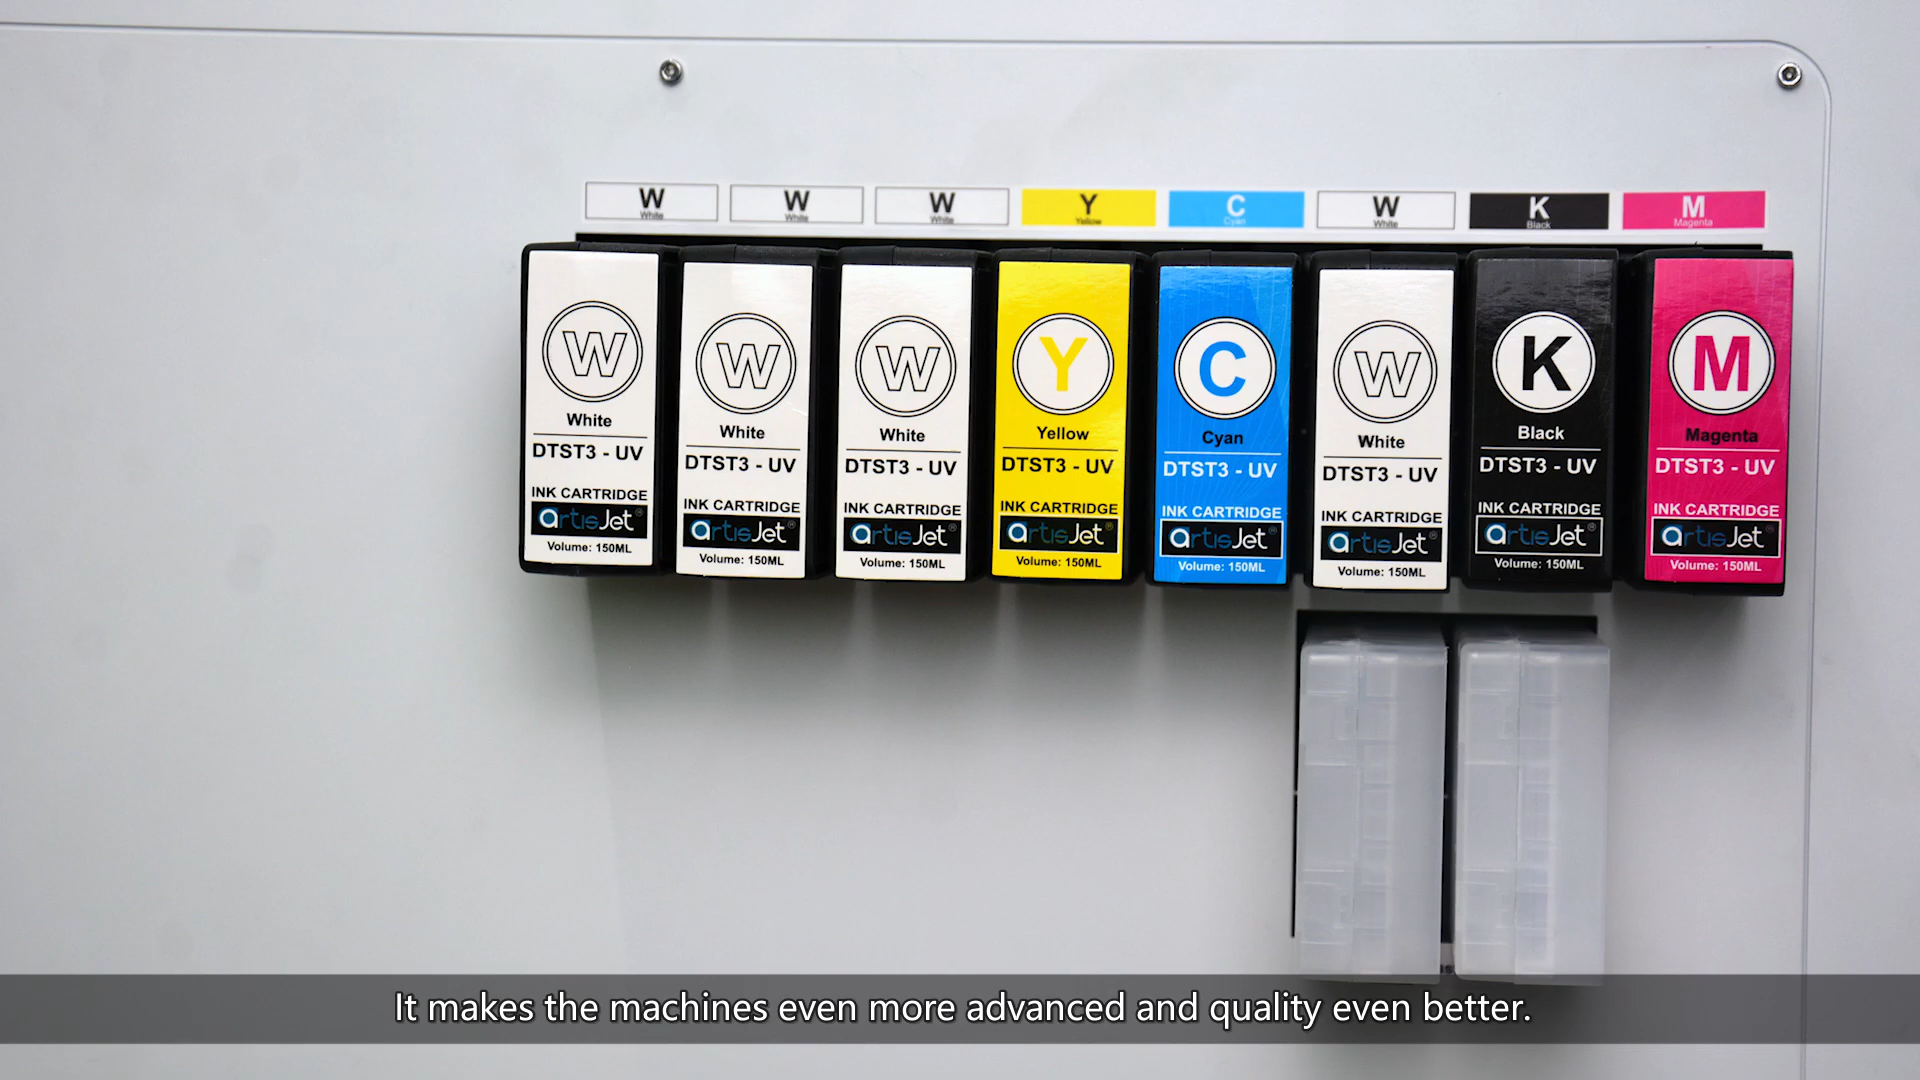 W
White
W
White
W
White
Y
Yellow
C
Cyan
W
White
K
Black
M
Magenta
W
White
DTST3 - UV
INK CARTRIDGE
artisJet®
Volume: 150ML
W
White
DTST3 - UV
INK CARTRIDGE
artisJet®
Volume: 150ML
W
White
DTST3 - UV
INK CARTRIDGE
artisJet®
Volume: 150ML
Y
Yellow
DTST3 - UV
INK CARTRIDGE
artisJet®
Volume: 150ML
C
Cyan
DTST3 - UV
INK CARTRIDGE
artisJet®
Volume: 150ML
W
White
DTST3 - UV
INK CARTRIDGE
artisJet®
Volume: 150ML
K
Black
DTST3 - UV
INK CARTRIDGE
artisJet®
Volume: 150ML
M
Magenta
DTST3 - UV
INK CARTRIDGE
artisJet®
Volume: 150ML
It makes the machines even more advanced and quality even better.